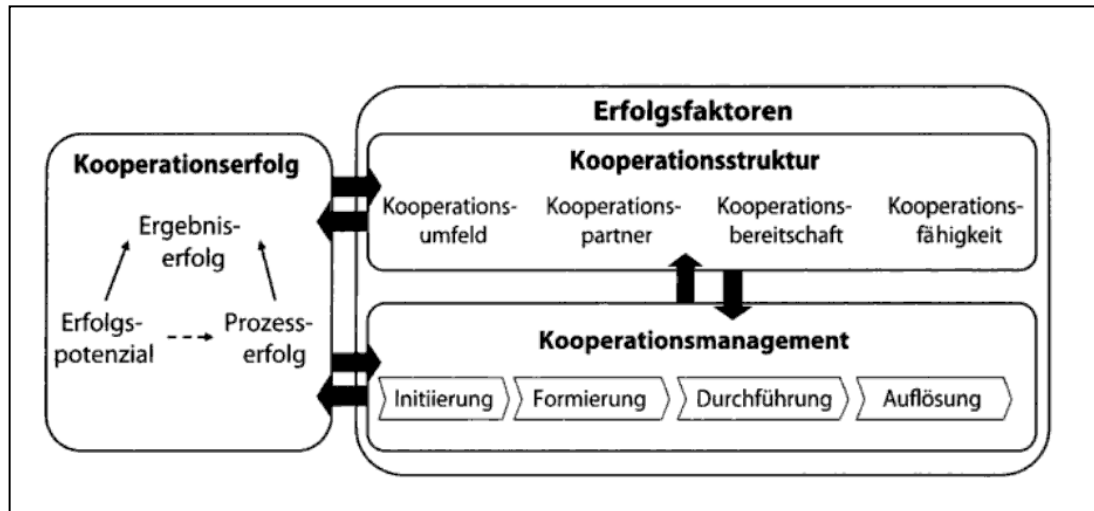 Erfolgsfaktoren
Kooperationserfolg
Ergebnis-
erfolg
Erfolgs-
potenzial
Prozess-
erfolg
Kooperationsstruktur
Kooperations-
umfeld
Kooperations-
partner
Kooperations-
bereitschaft
Kooperations-
fähigkeit
Kooperationsmanagement
Initiierung
Formierung
Durchführung
Auflösung